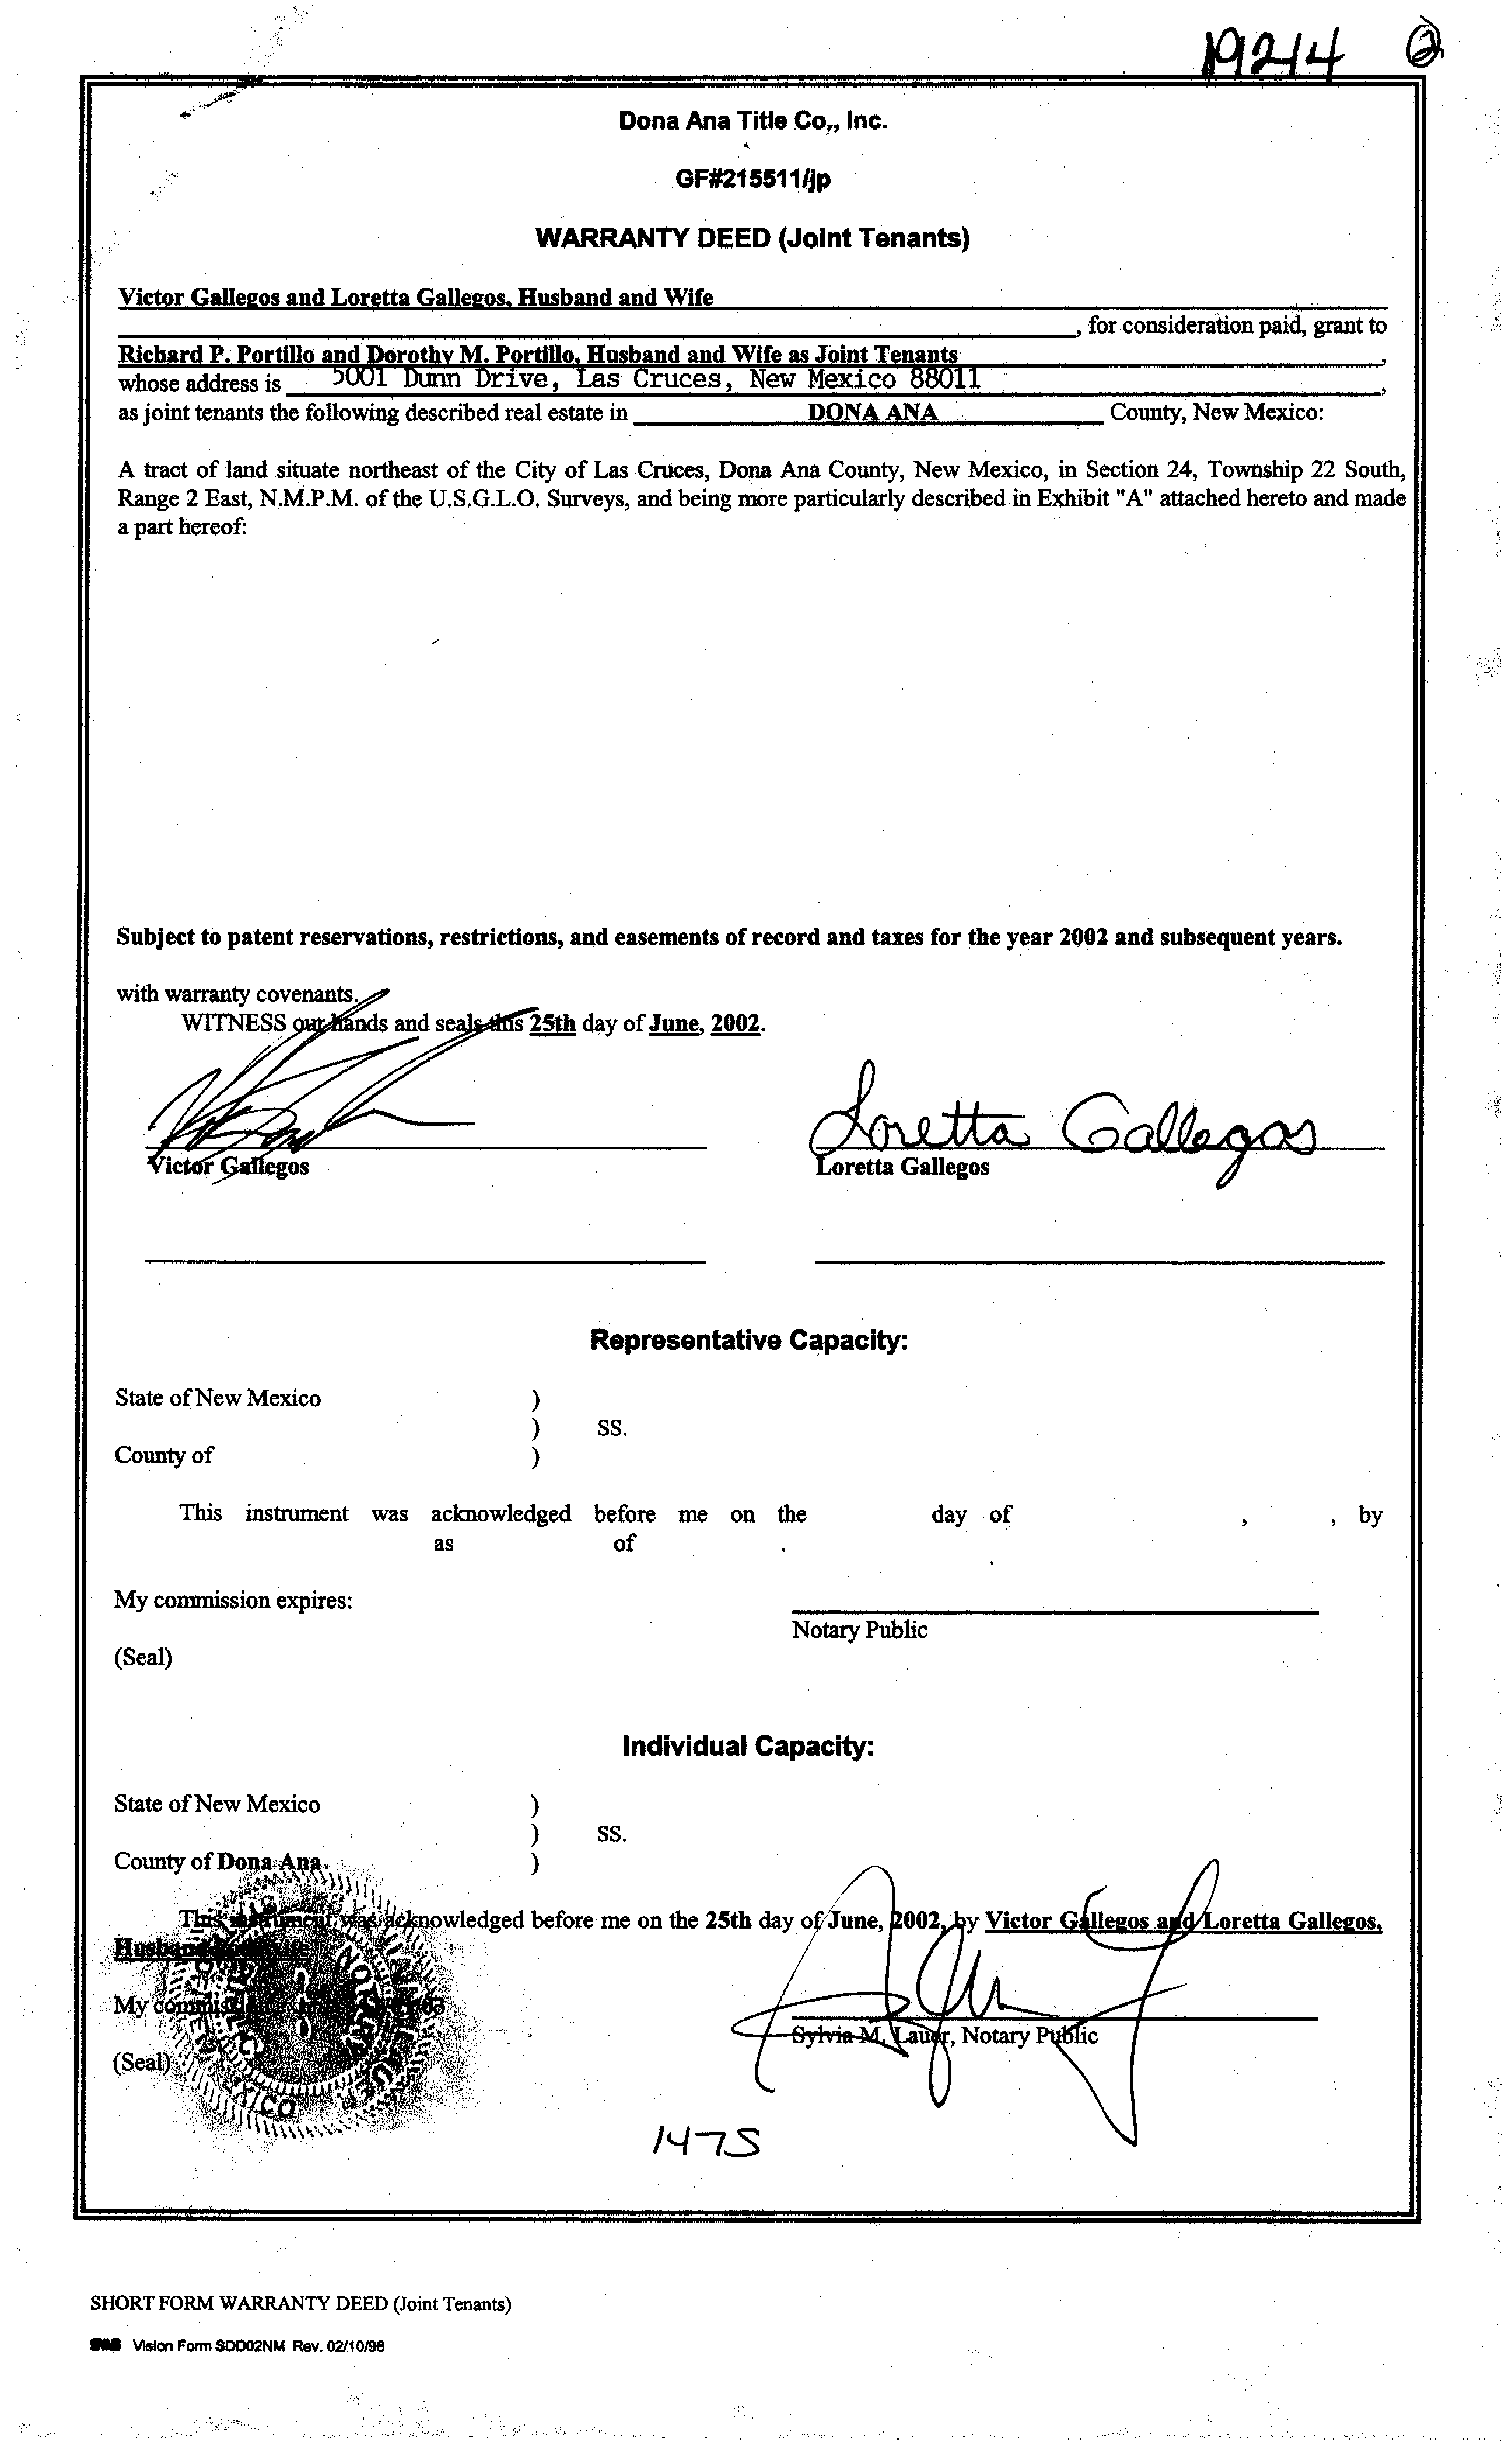 19214 2
Dona Ana Title Co,, Inc.
GF#215511/jp
WARRANTY DEED (Joint Tenants)
Victor Gallegos and Loretta Gallegos, Husband and Wife
, for consideration paid, grant to
Richard P. Portillo and Dorothy M. Portillo, Husband and Wife as Joint Tenants ,
whose address is 5001 Dunn Drive, Las Cruces, New Mexico 88011 ,
as joint tenants the following described real estate in DONA ANA County, New Mexico:
A tract of land situate northeast of the City of Las Cruces, Dona Ana County, New Mexico, in Section 24, Township 22 South,
Range 2 East, N.M.P.M. of the U.S.G.L.O. Surveys, and being more particularly described in Exhibit "A" attached hereto and made
a part hereof:
Subject to patent reservations, restrictions, and easements of record and taxes for the year 2002 and subsequent years.
with warranty covenants.
WITNESS our hands and seals this 25th day of June, 2002.
Loretta Gallegos
Victor Gallegos Loretta Gallegos
Representative Capacity:
State of New Mexico )
) SS.
County of )
This instrument was acknowledged before me on the day of , , by
as of .
My commission expires:
Notary Public
(Seal)
Individual Capacity:
State of New Mexico )
) SS.
County of Dona Ana )
This instrument was acknowledged before me on the 25th day of June, 2002, by Victor Gallegos and Loretta Gallegos,
Husband and Wife
My commission expires
Sylvia M. Lauer, Notary Public
(Seal)
1475
SHORT FORM WARRANTY DEED (Joint Tenants)
Vision Form SDD02NM Rev. 02/10/98